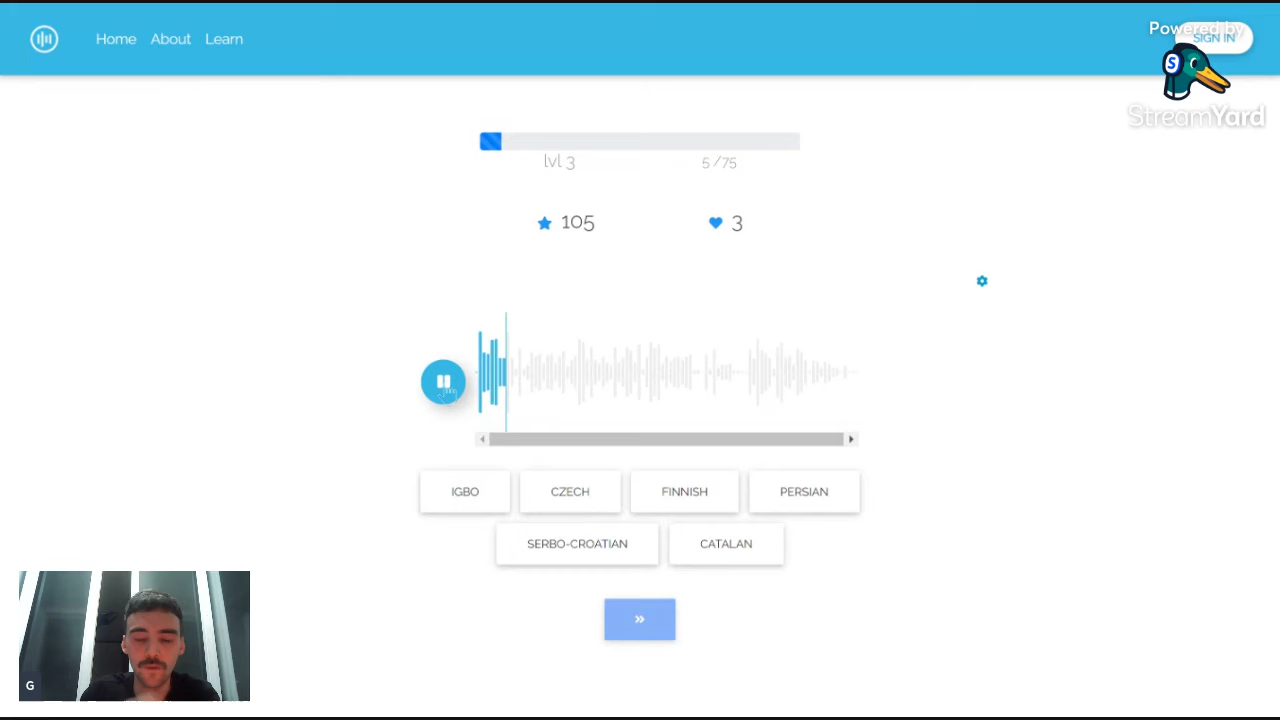 Home About Learn
Powered by
SIGN IN
S
StreamYard
lvl 3 5 /75
105 3
IGBO CZECH FINNISH PERSIAN
SERBO-CROATIAN CATALAN
»
G